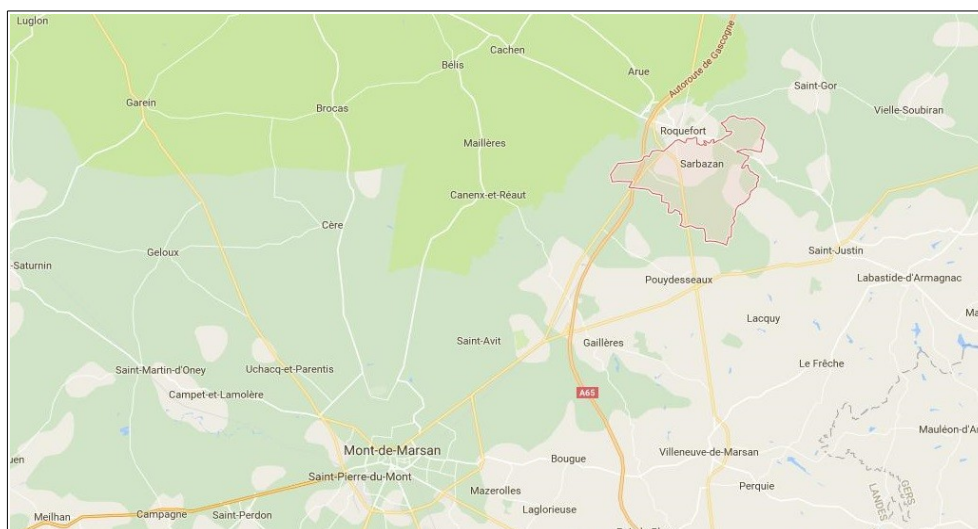 Luglon
Cachen
Bélis
Arue
Autoroute de Gascogne
Saint-Gor
Garein
Brocas
Vielle-Soubiran
Roquefort
Maillères
Sarbazan
Canenx-et-Réaut
Cère
Geloux
Saint-Justin
-Saturnin
Pouydesseaux
Labastide-d'Armagnac
Lacquy
Saint-Avit
Gaillères
Le Frêche
Saint-Martin-d'Oney
Uchacq-et-Parentis
A65
Campet-et-Lamolère
Mauléon-d'A
Mont-de-Marsan
Villeneuve-de-Marsan
Bougue
Saint-Pierre-du-Mont
Perquie
Mazerolles
GERS
LANDES
Laglorieuse
Meilhan
Campagne
Saint-Perdon